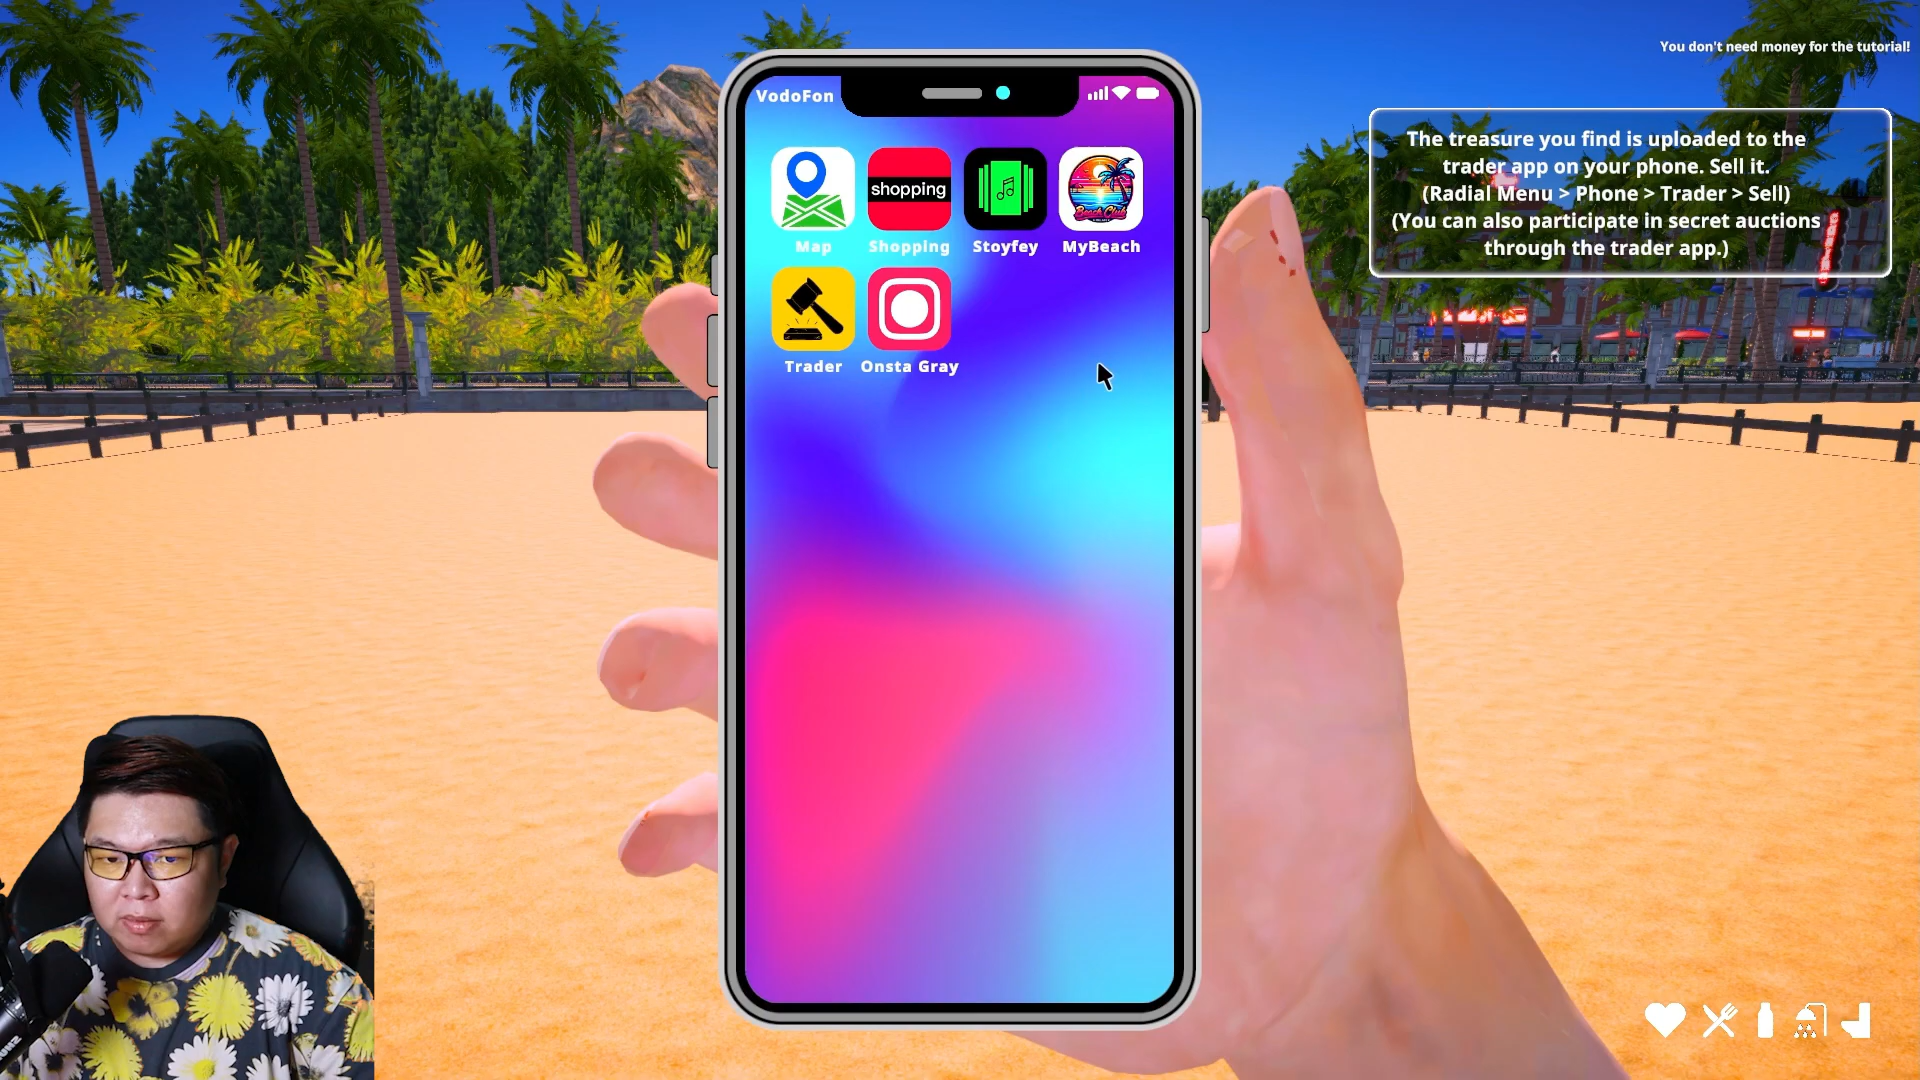 You don't need money for the tutorial!
VodoFon
The treasure you find is uploaded to the
trader app on your phone. Sell it.
(Radial Menu > Phone > Trader > Sell)
(You can also participate in secret auctions
through the trader app.)
shopping
Beach Club
Map
Shopping
Stoyfey
MyBeach
Trader
Onsta Gray